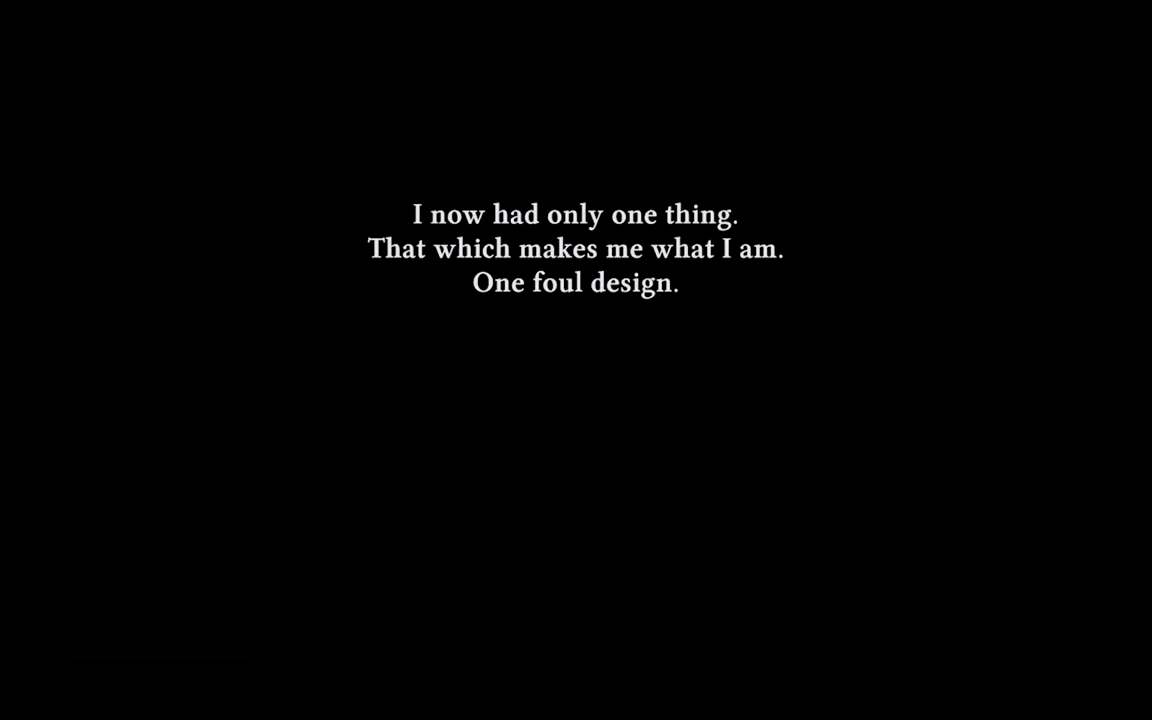 I now had only one thing.
That which makes me what I am.
One foul design.